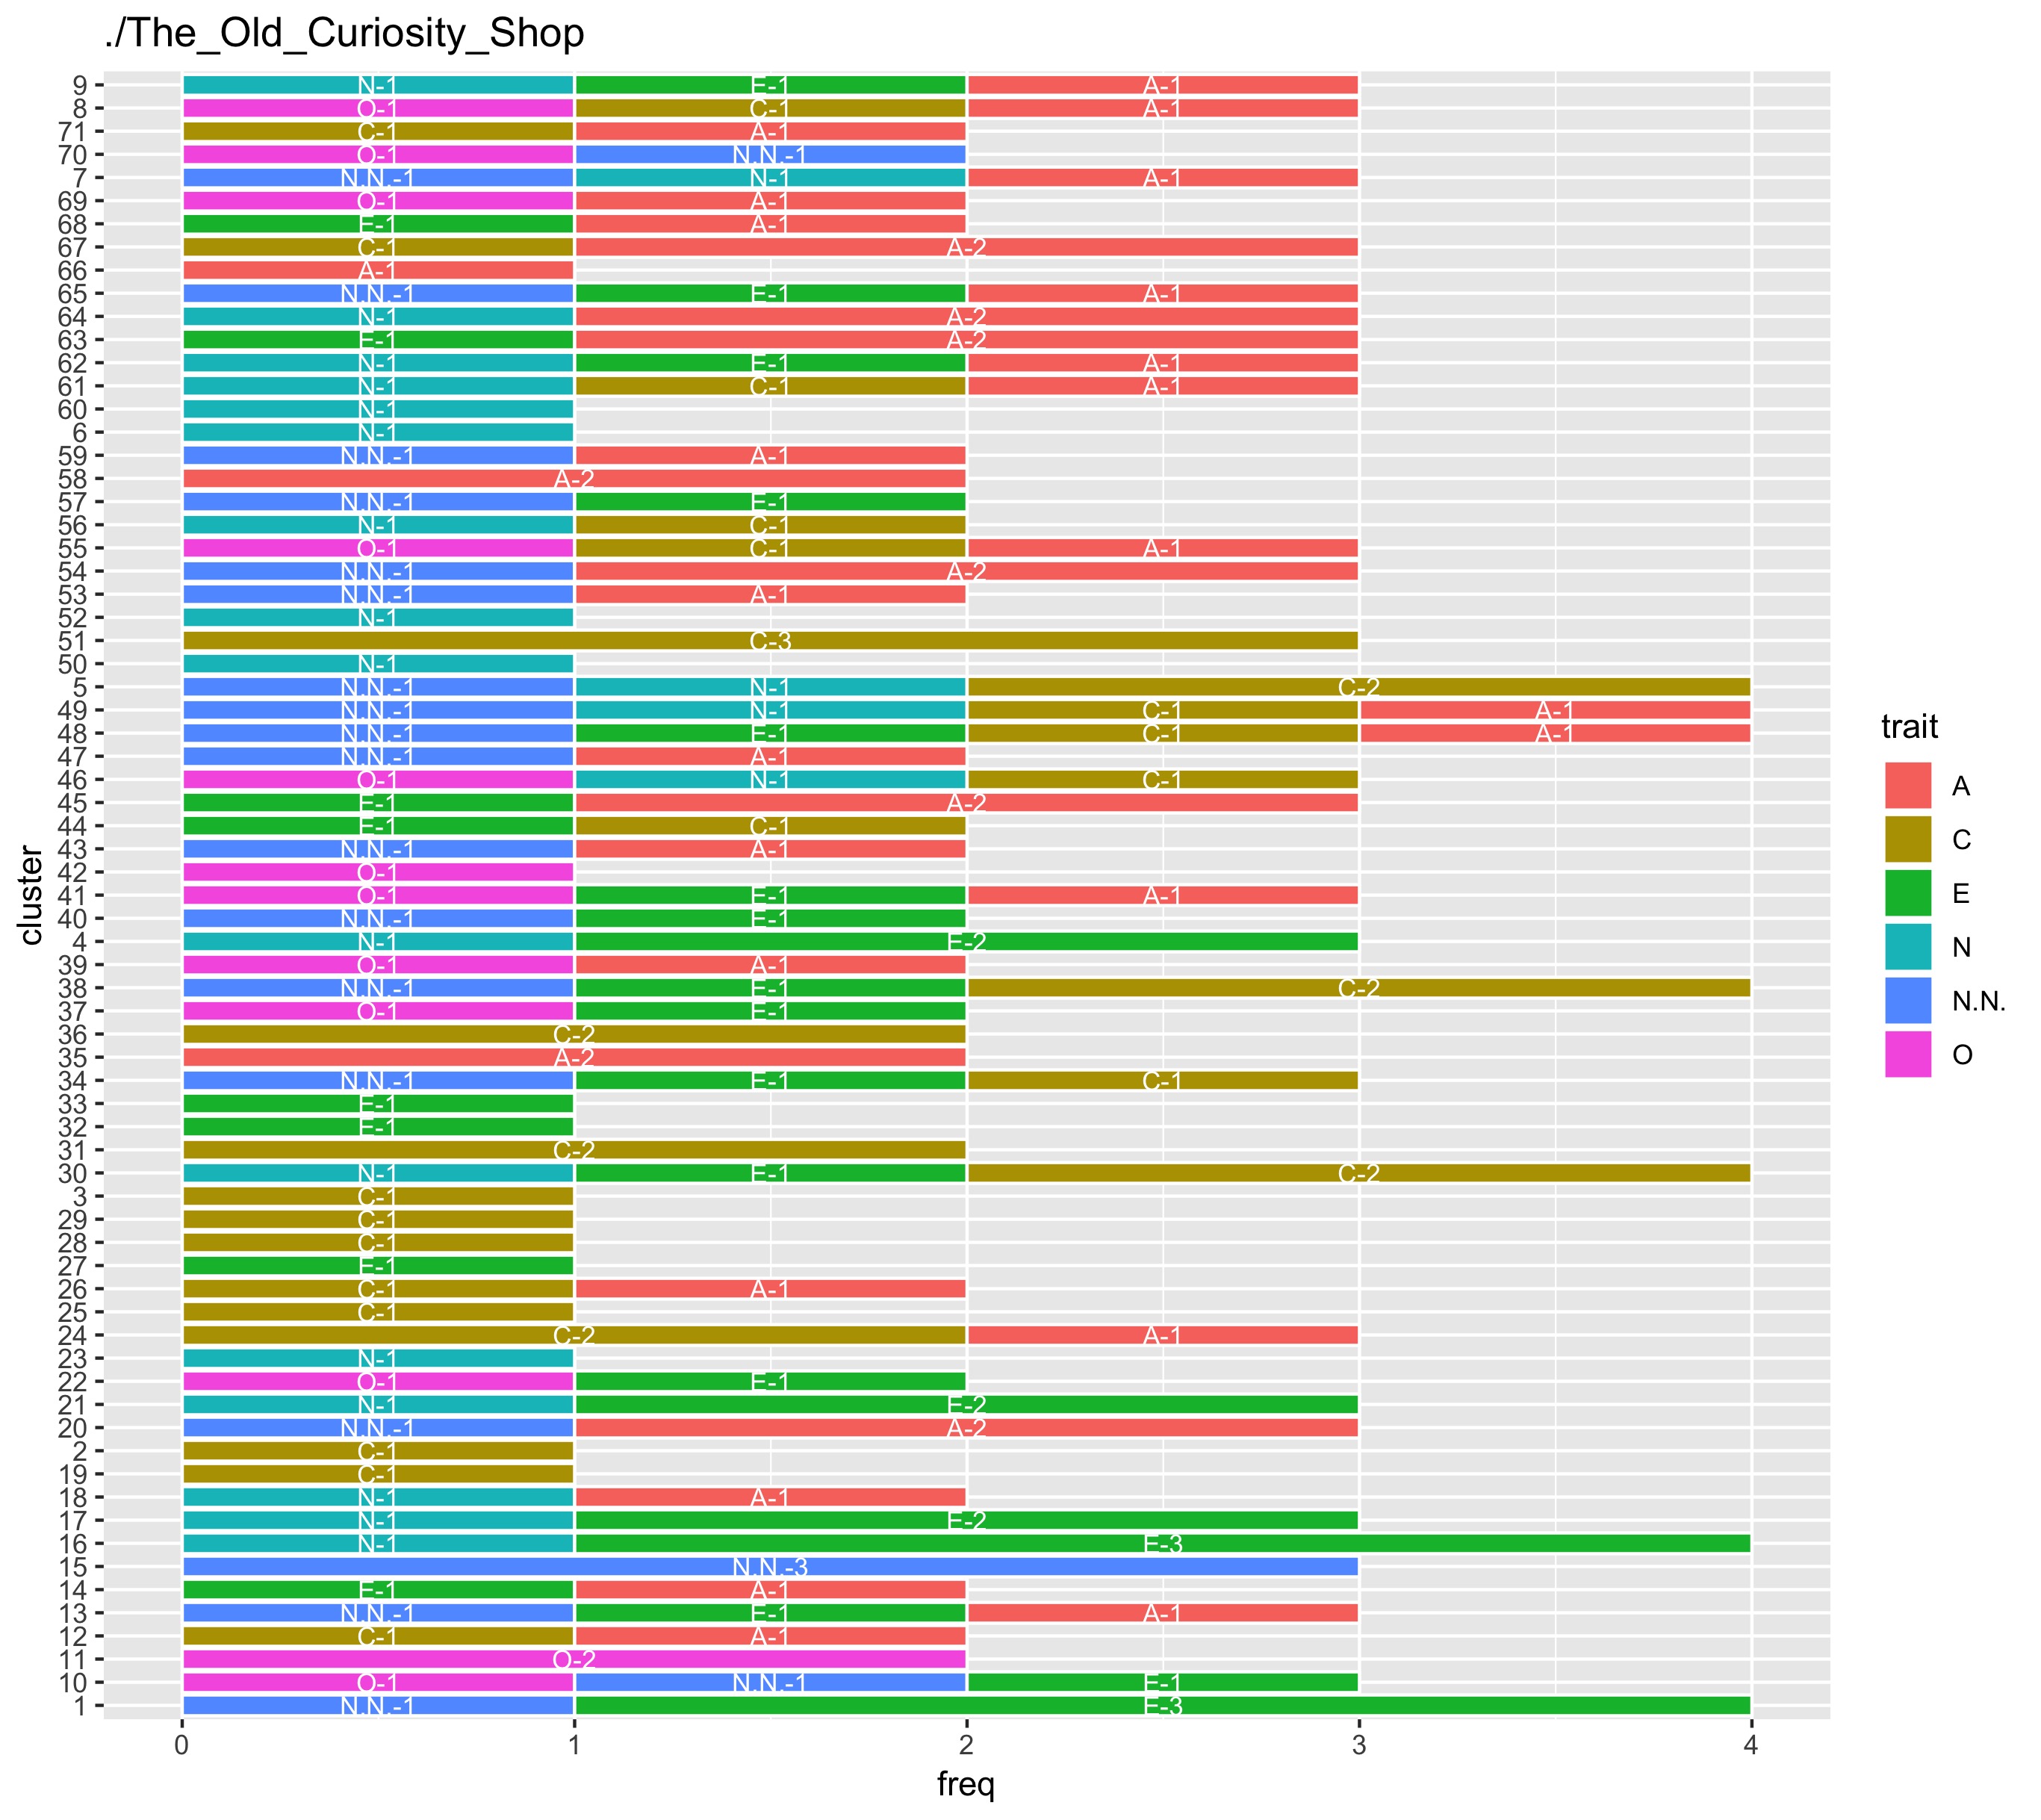 ./The_Old_Curiosity_Shop
9 N-1 E-1 A-1
8 O-1 C-1 A-1
71 C-1 A-1
70 O-1 N.N.-1
7 N.N.-1 N-1 A-1
69 O-1 A-1
68 E-1 A-1
67 C-1 A-2
66 A-1
65 N.N.-1 E-1 A-1
64 N-1 A-2
63 E-1 A-2
62 N-1 E-1 A-1
61 N-1 C-1 A-1
60 N-1
6 N-1
59 N.N.-1 A-1
58 A-2
57 N.N.-1 E-1
56 N-1 C-1
55 O-1 C-1 A-1
54 N.N.-1 A-2
53 N.N.-1 A-1
52 N-1
51 C-3
50 N-1
5 N.N.-1 N-1 C-2
49 N.N.-1 N-1 C-1 A-1
48 N.N.-1 E-1 C-1 A-1
47 N.N.-1 A-1
46 O-1 N-1 C-1
45 E-1 A-2
44 E-1 C-1
43 N.N.-1 A-1
42 O-1
41 O-1 E-1 A-1
40 N.N.-1 E-1
4 N-1 E-2
39 O-1 A-1
38 N.N.-1 E-1 C-2
37 O-1 E-1
36 C-2
35 A-2
34 N.N.-1 E-1 C-1
33 E-1
32 E-1
31 C-2
30 N-1 E-1 C-2
3 C-1
29 C-1
28 C-1
27 E-1
26 C-1 A-1
25 C-1
24 C-2 A-1
23 N-1
22 O-1 E-1
21 N-1 E-2
20 N.N.-1 A-2
2 C-1
19 C-1
18 N-1 A-1
17 N-1 E-2
16 N-1 E-3
15 N.N.-3
14 E-1 A-1
13 N.N.-1 E-1 A-1
12 C-1 A-1
11 O-2
10 O-1 N.N.-1 E-1
1 N.N.-1 E-3
0 1 2 3 4
freq
cluster
trait
A
C
E
N
N.N.
O